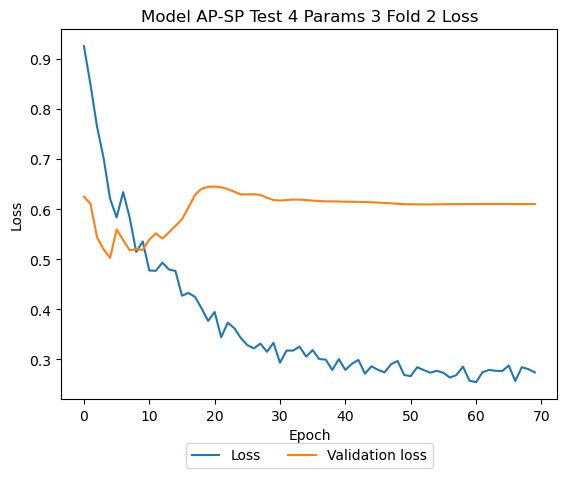 Model AP-SP Test 4 Params 3 Fold 2 Loss
Loss
0.9
0.8
0.7
0.6
0.5
0.4
0.3
0 10 20 30 40 50 60 70
Epoch
Loss Validation loss